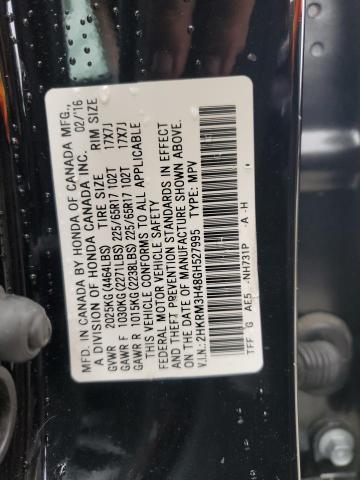 MFD. IN CANADA BY HONDA OF CANADA MFG.,
A DIVISION OF HONDA CANADA INC. 02/16
TIRE SIZE RIM SIZE
GVWR 2025KG (4464LBS)
GAWR F 1030KG (2271LBS) 225/65R17 102T 17X7J
GAWR R 1015KG (2238LBS) 225/65R17 102T 17X7J
THIS VEHICLE CONFORMS TO ALL APPLICABLE
FEDERAL MOTOR VEHICLE SAFETY
AND THEFT PREVENTION STANDARDS IN EFFECT
ON THE DATE OF MANUFACTURE SHOWN ABOVE.
V.I.N.: 2HKRM3H48GH527995 TYPE: MPV
TFF G AE5 -NH731P -A -H